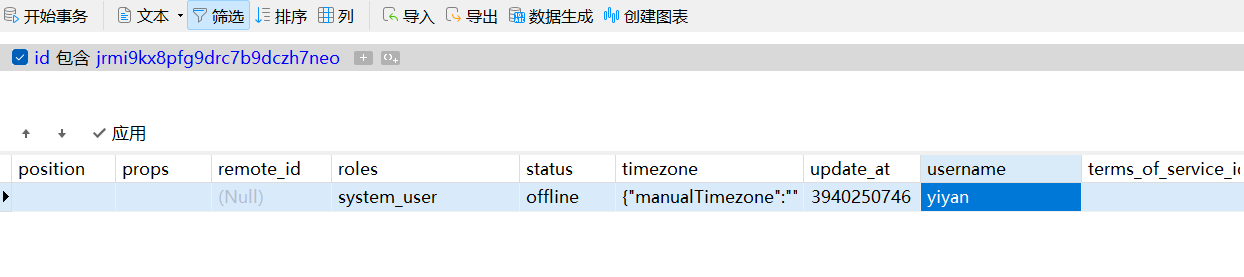 开始事务 文本 筛选 排序 列 导入 导出 数据生成 创建图表
id 包含 jrmi9kx8pfg9drc7b9dczh7neo
应用
position props remote_id roles status timezone update_at username terms_of_service_id
(Null) system_user offline {"manualTimezone":"" 3940250746 yiyan